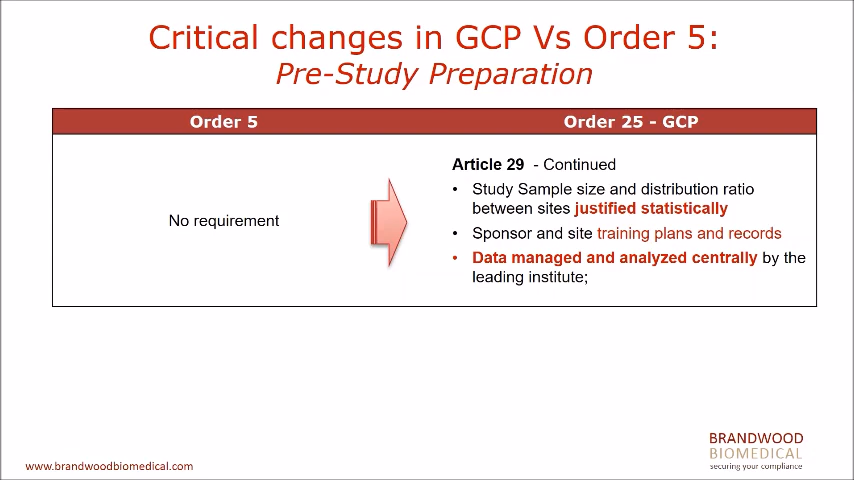 Critical changes in GCP Vs Order 5:
Pre-Study Preparation
Order 5
Order 25 - GCP
No requirement
Article 29 - Continued
• Study Sample size and distribution ratio
between sites justified statistically
• Sponsor and site training plans and records
• Data managed and analyzed centrally by the
leading institute;
www.brandwoodbiomedical.com
BRANDWOOD
BIOMEDICAL
securing your compliance